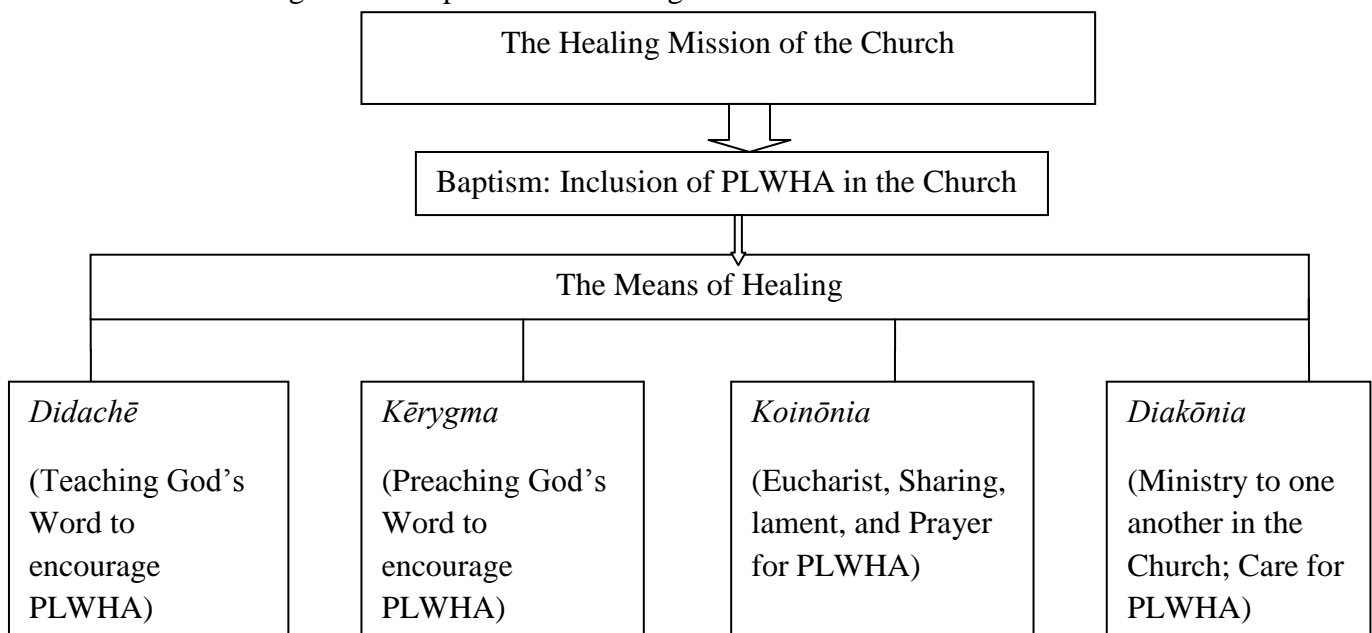 The Healing Mission of the Church
Baptism: Inclusion of PLWHA in the Church
The Means of Healing
Didachē
(Teaching God's
Word to
encourage
PLWHA)
Kērygma
(Preaching God's
Word to
encourage
PLWHA)
Koinōnia
(Eucharist, Sharing,
lament, and Prayer
for PLWHA)
Diakōnia
(Ministry to one
another in the
Church; Care for
PLWHA)